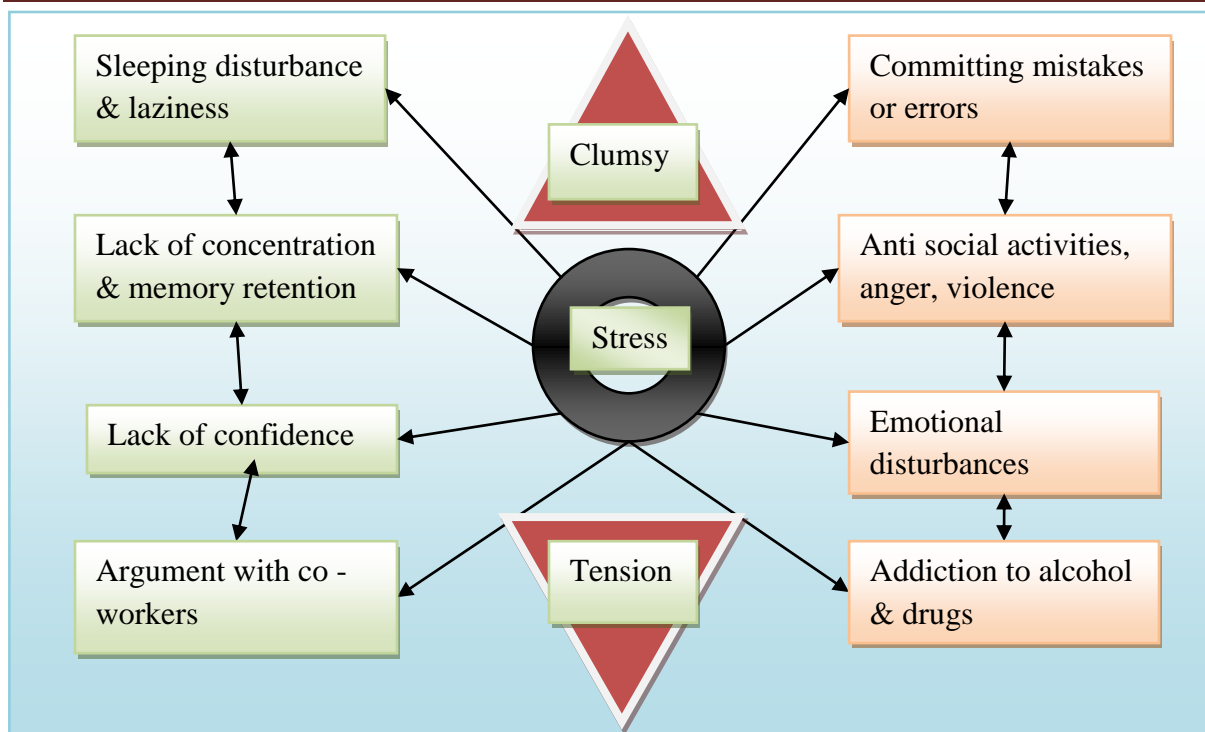 Sleeping disturbance
& laziness
Lack of concentration
& memory retention
Lack of confidence
Argument with co -
workers
Clumsy
Stress
Tension
Committing mistakes
or errors
Anti social activities,
anger, violence
Emotional
disturbances
Addiction to alcohol
& drugs